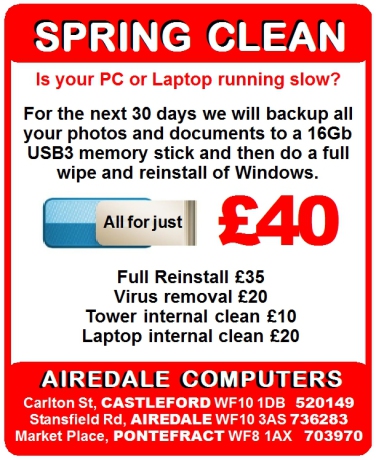 SPRING CLEAN
Is your PC or Laptop running slow?
For the next 30 days we will backup all
your photos and documents to a 16Gb
USB3 memory stick and then do a full
wipe and reinstall of Windows.
All for just £40
Full Reinstall £35
Virus removal £20
Tower internal clean £10
Laptop internal clean £20
AIREDALE COMPUTERS
Carlton St, CASTLEFORD WF10 1DB 520149
Stansfield Rd, AIREDALE WF10 3AS 736283
Market Place, PONTEFRACT WF8 1AX 703970